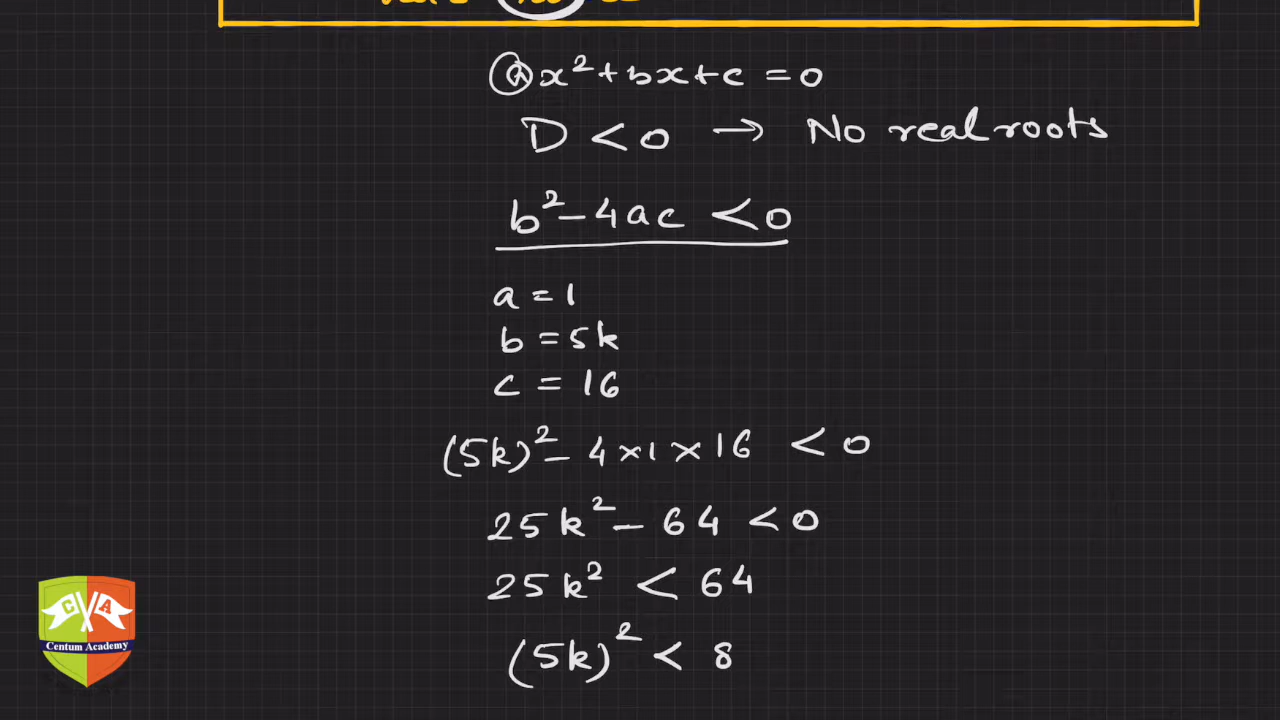 ax²+bx+c =0
D <0 → No real roots
b²-4ac <0
a=1
b =5k
c = 16
(5k)²- 4×1×16 <0
25k²- 64 <0
25k² < 64
(5k)² < 8
C A
Centum Academy